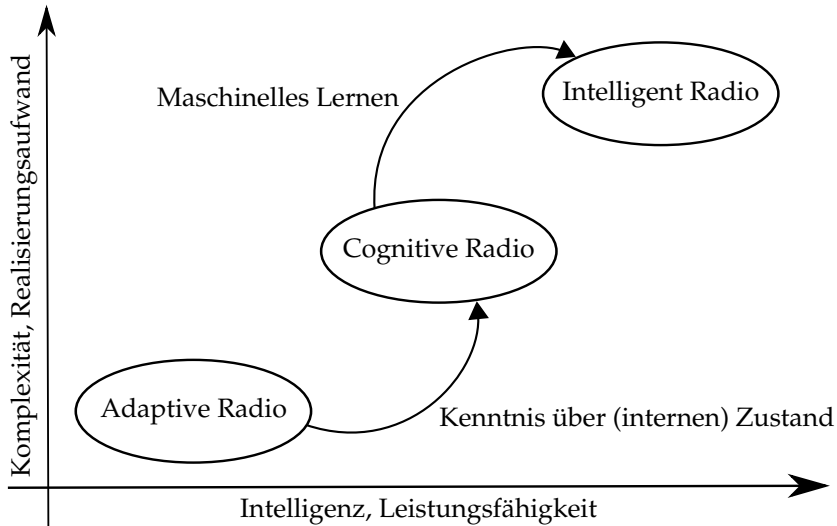 Komplexität, Realisierungsaufwand
Maschinelles Lernen
Intelligent Radio
Cognitive Radio
Adaptive Radio
Kenntnis über (internen) Zustand
Intelligenz, Leistungsfähigkeit